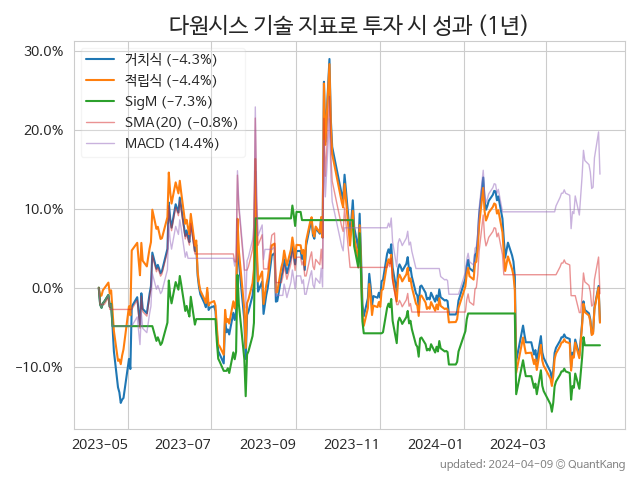 다원시스 기술 지표로 투자 시 성과 (1년)
거치식 (−4.3%)
적립식 (−4.4%)
SigM (−7.3%)
SMA(20) (−0.8%)
MACD (14.4%)
30.0%
20.0%
10.0%
0.0%
−10.0%
2023-05 2023-07 2023-09 2023-11 2024-01 2024-03
updated: 2024-04-09 ⓒ QuantKang